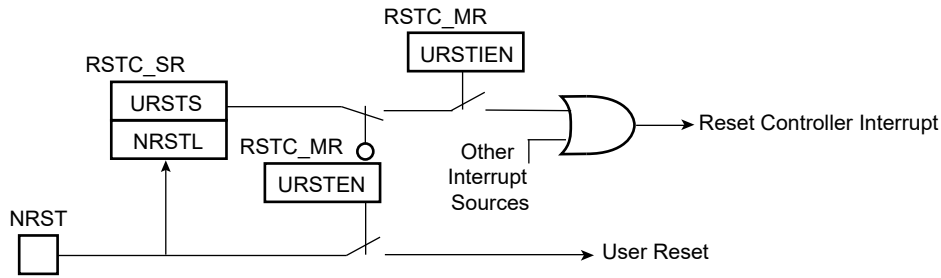 RSTC_MR
URSTIEN
RSTC_SR
URSTS
NRSTL
RSTC_MR
URSTEN
Other
Interrupt
Sources
Reset Controller Interrupt
NRST
User Reset